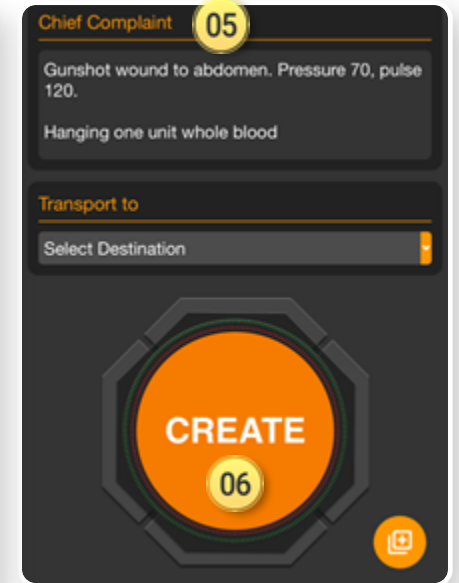 Chief Complaint
05
Gunshot wound to abdomen. Pressure 70, pulse
120.
Hanging one unit whole blood
Transport to
Select Destination
CREATE
06